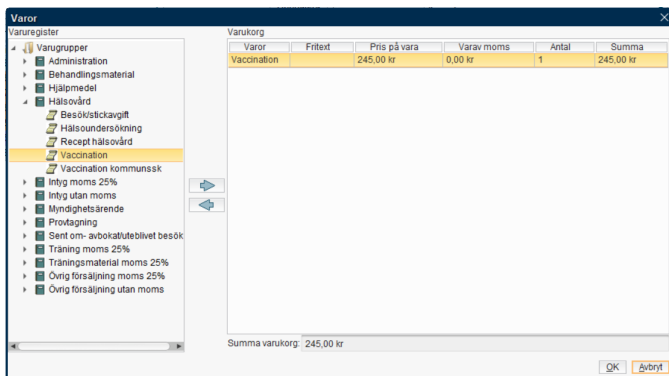 Varor
Varuregister
Varugrupper
Administration
Behandlingsmaterial
Hjälpmedel
Hälsovård
Besök/stickavgift
Hälsoundersökning
Recept hälsovård
Vaccination
Vaccination kommunssk
Intyg moms 25%
Intyg utan moms
Myndighetsärende
Provtagning
Sent om- avbokat/uteblivet besök
Träning moms 25%
Träningsmaterial moms 25%
Övrig försäljning moms 25%
Övrig försäljning utan moms
Varukorg
Varor Fritext Pris på vara Varav moms Antal Summa
Vaccination 245,00 kr 0,00 kr 1 245,00 kr
Summa varukorg: 245,00 kr
OK Avbryt